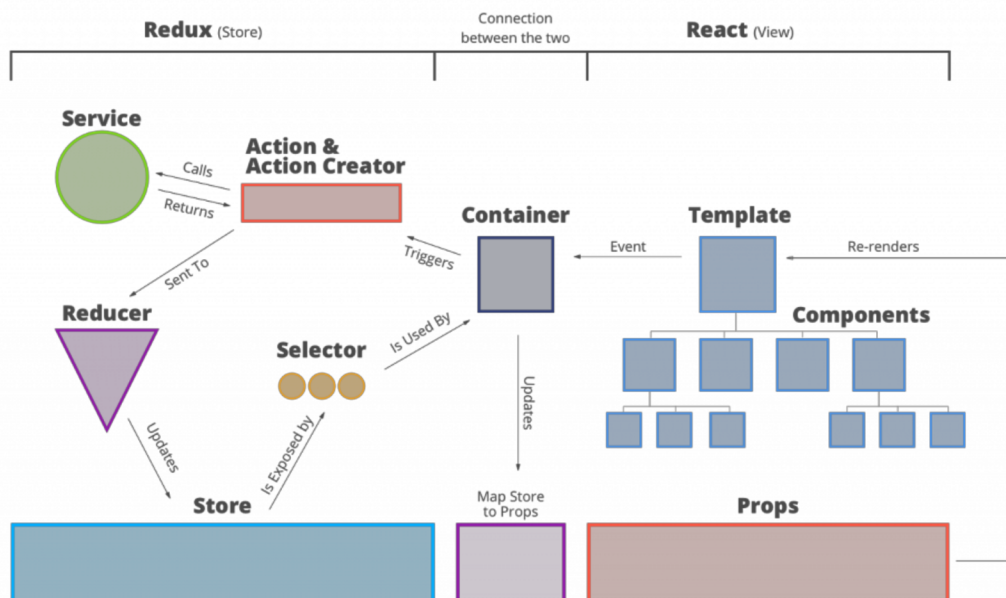 Redux (Store)
Connection
between the two
React (View)
Service
Action &
Action Creator
Calls
Returns
Container
Template
Triggers
Event
Re-renders
Sent To
Reducer
Components
Selector
Is Used By
Updates
Updates
Is Exposed by
Store
Map Store
to Props
Props